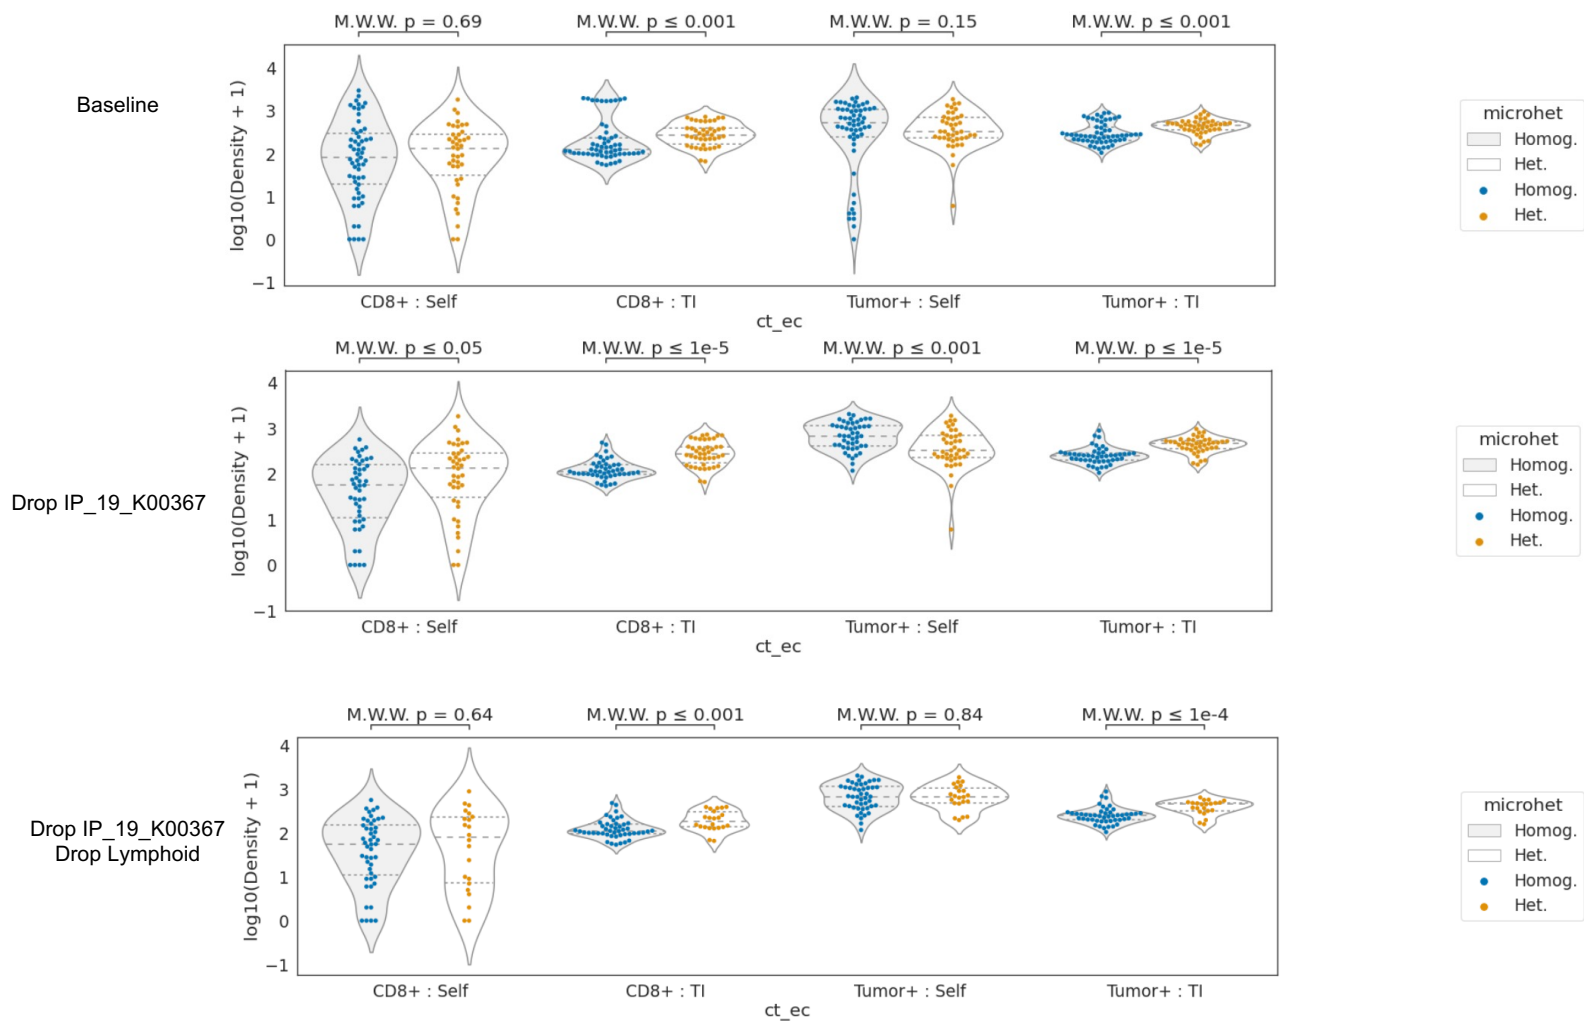 M.W.W. p = 0.69
M.W.W. p ≤ 0.001
M.W.W. p = 0.15
M.W.W. p ≤ 0.001
Baseline
log10(Density + 1)
4
3
2
1
0
−1
CD8+ : Self
CD8+ : TI
Tumor+ : Self
Tumor+ : TI
ct_ec
microhet
Homog.
Het.
Homog.
Het.
M.W.W. p ≤ 0.05
M.W.W. p ≤ 1e-5
M.W.W. p ≤ 0.001
M.W.W. p ≤ 1e-5
Drop IP_19_K00367
log10(Density + 1)
4
3
2
1
0
−1
CD8+ : Self
CD8+ : TI
Tumor+ : Self
Tumor+ : TI
ct_ec
microhet
Homog.
Het.
Homog.
Het.
M.W.W. p = 0.64
M.W.W. p ≤ 0.001
M.W.W. p = 0.84
M.W.W. p ≤ 1e-4
Drop IP_19_K00367
Drop Lymphoid
log10(Density + 1)
4
3
2
1
0
−1
CD8+ : Self
CD8+ : TI
Tumor+ : Self
Tumor+ : TI
ct_ec
microhet
Homog.
Het.
Homog.
Het.